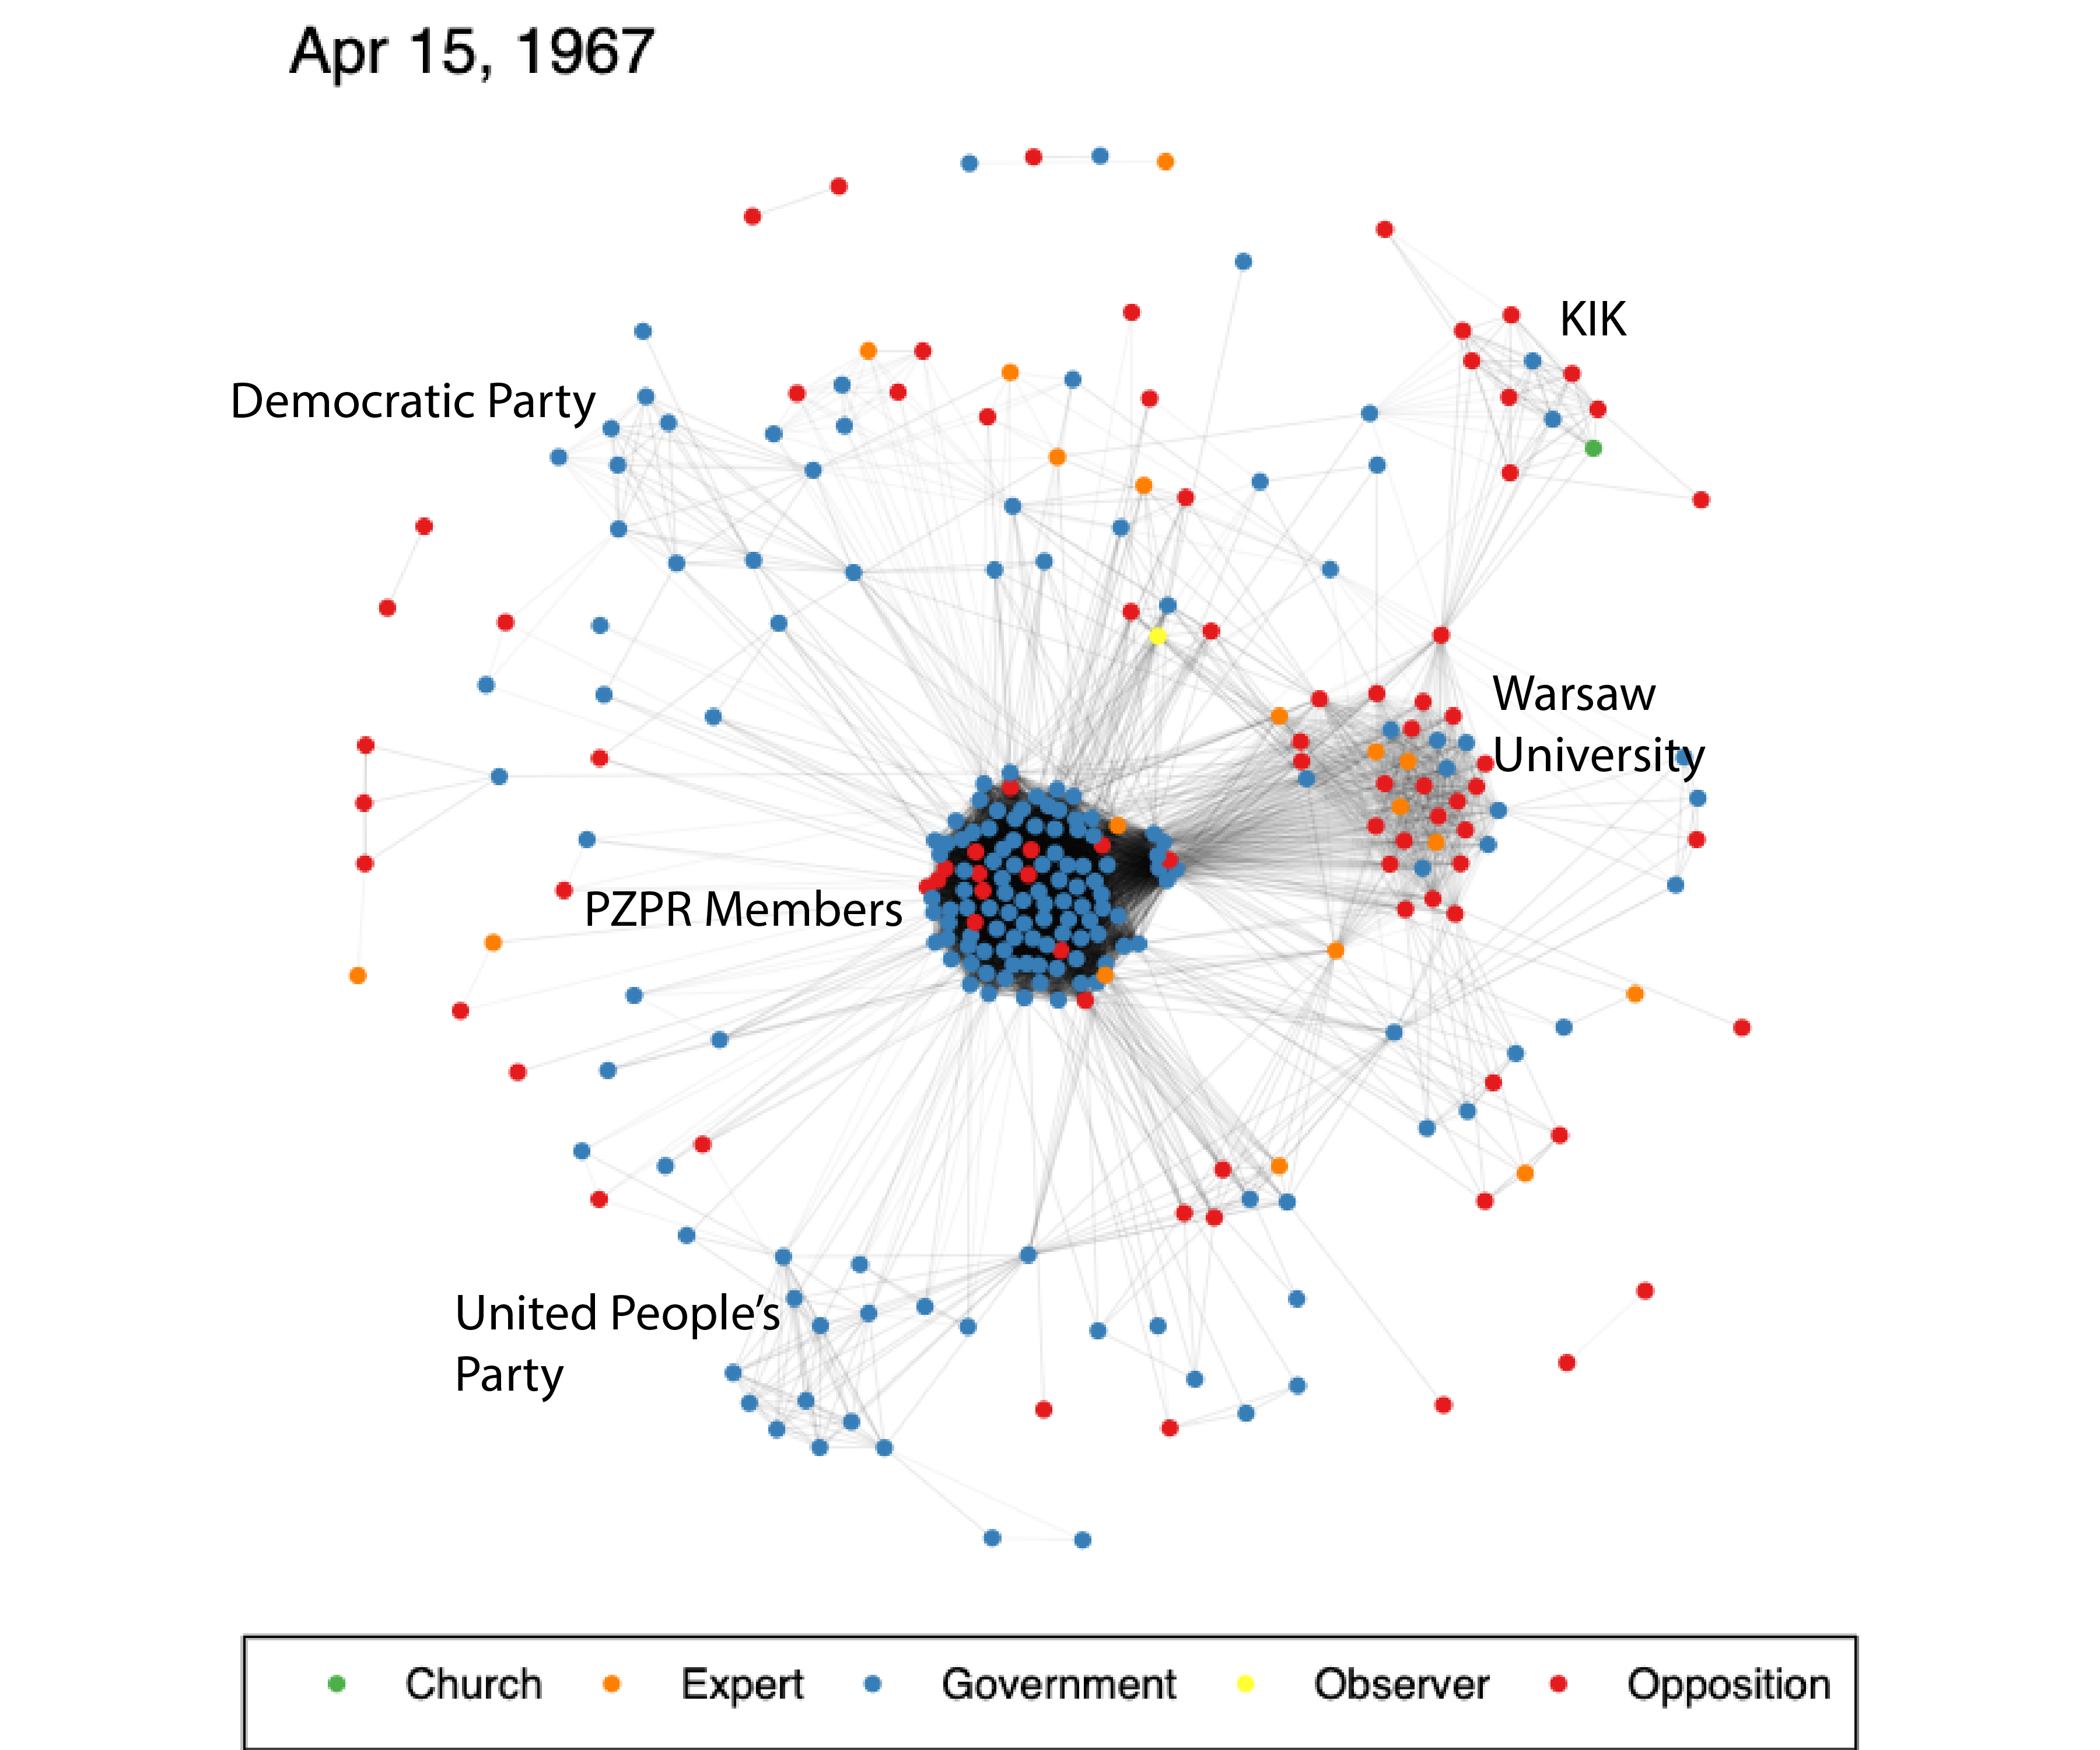 Apr 15, 1967
KIK
Democratic Party
Warsaw
University
PZPR Members
United People’s
Party
Church Expert Government Observer Opposition